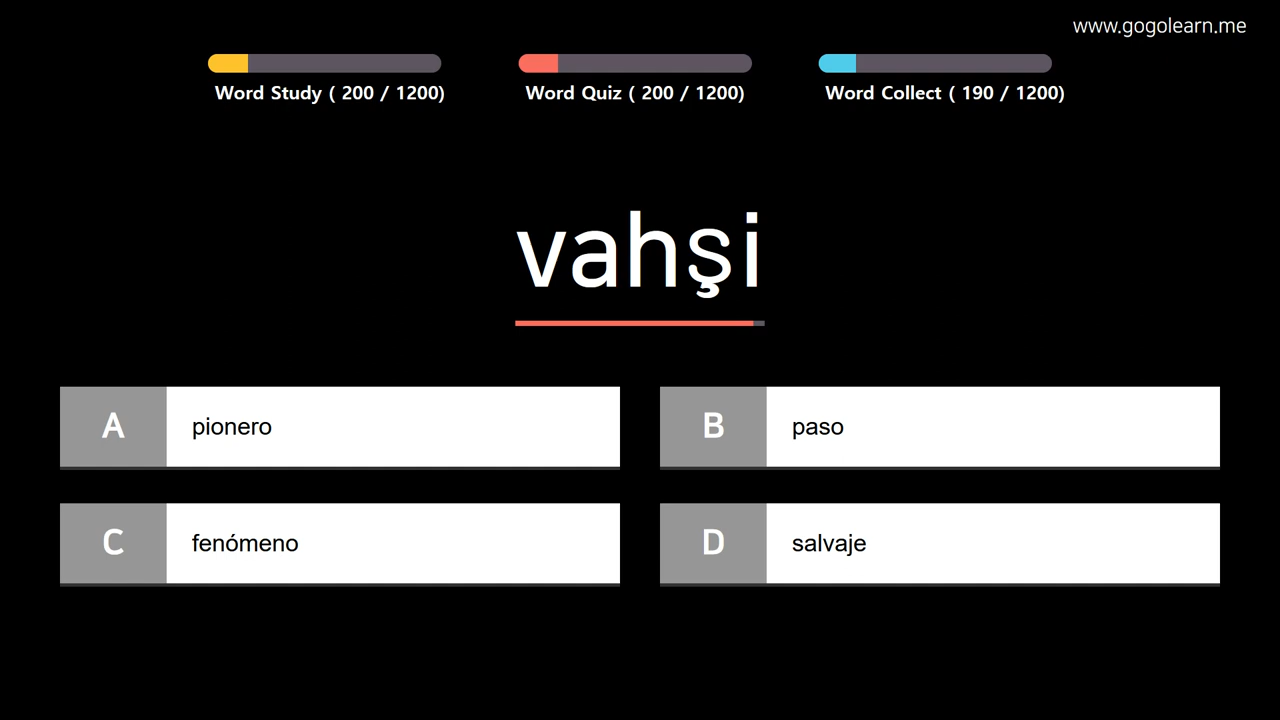 www.gogolearn.me
Word Study ( 200 / 1200)
Word Quiz ( 200 / 1200)
Word Collect ( 190 / 1200)
vahşi
A pionero
B paso
C fenómeno
D salvaje